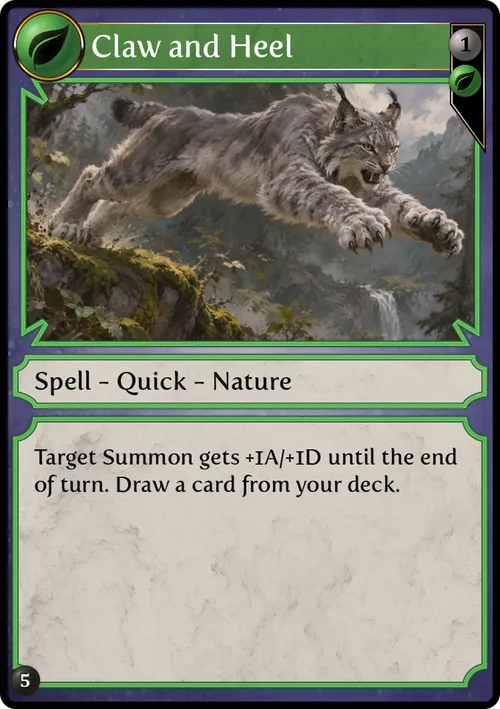 Claw and Heel
1
Spell - Quick - Nature
Target Summon gets +1A/+1D until the end
of turn. Draw a card from your deck.
5